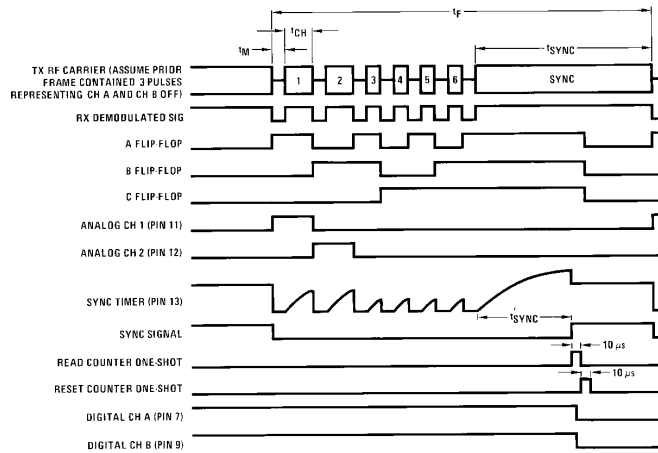 tF
tCH
tM
tSYNC
TX RF CARRIER (ASSUME PRIOR
FRAME CONTAINED 3 PULSES
REPRESENTING CH A AND CH B OFF)
1 2 3 4 5 6 SYNC
RX DEMODULATED SIG
A FLIP-FLOP
B FLIP-FLOP
C FLIP-FLOP
ANALOG CH 1 (PIN 11)
ANALOG CH 2 (PIN 12)
SYNC TIMER (PIN 13)
t'SYNC
SYNC SIGNAL
10 µs
READ COUNTER ONE-SHOT
10 µs
RESET COUNTER ONE-SHOT
DIGITAL CH A (PIN 7)
DIGITAL CH B (PIN 9)